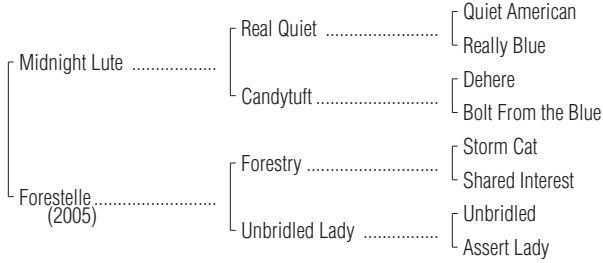 Quiet American
Real Quiet ........................
Really Blue
Midnight Lute ...................
Dehere
Candytuft ..........................
Bolt From the Blue
Storm Cat
Forestry ............................
Shared Interest
Forestelle ...........................
(2005)
Unbridled
Unbridled Lady .................
Assert Lady